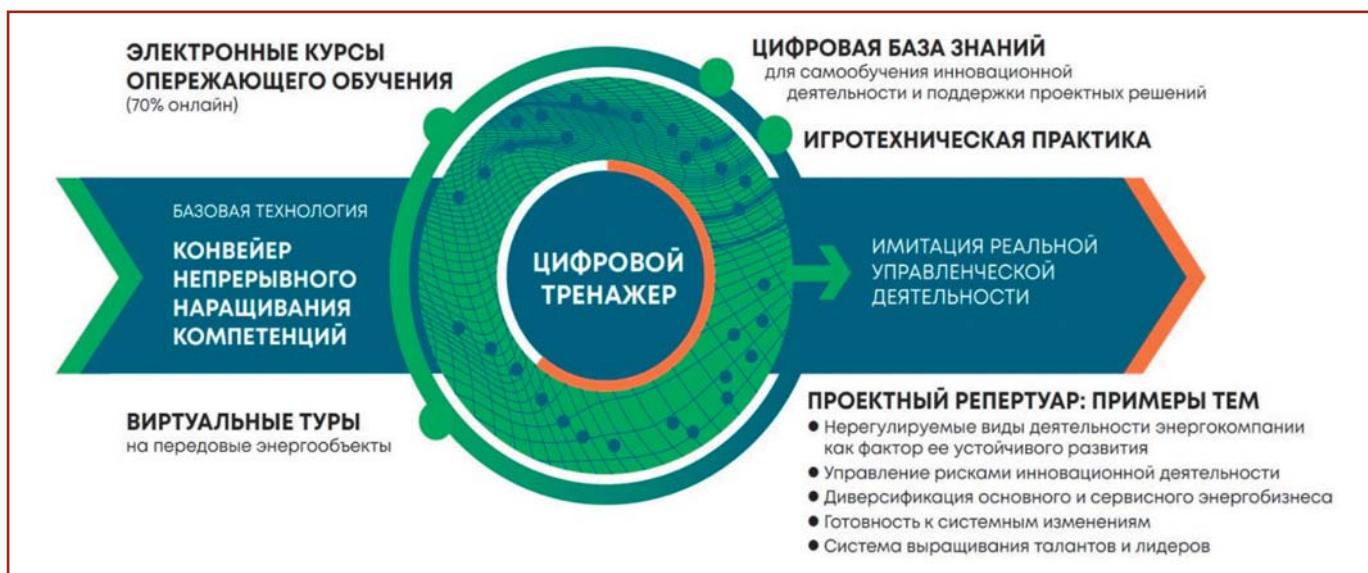 ЭЛЕКТРОННЫЕ КУРСЫ
ОПЕРЕЖАЮЩЕГО ОБУЧЕНИЯ
(70% онлайн)
ЦИФРОВАЯ БАЗА ЗНАНИЙ
для самообучения инновационной
деятельности и поддержки проектных решений
ИГРОТЕХНИЧЕСКАЯ ПРАКТИКА
БАЗОВАЯ ТЕХНОЛОГИЯ
КОНВЕЙЕР
НЕПРЕРЫВНОГО
НАРАЩИВАНИЯ
КОМПЕТЕНЦИЙ
ЦИФРОВОЙ
ТРЕНАЖЕР
ИМИТАЦИЯ РЕАЛЬНОЙ
УПРАВЛЕНЧЕСКОЙ
ДЕЯТЕЛЬНОСТИ
ВИРТУАЛЬНЫЕ ТУРЫ
на передовые энергообъекты
ПРОЕКТНЫЙ РЕПЕРТУАР: ПРИМЕРЫ ТЕМ
● Нерегулируемые виды деятельности энергокомпании
как фактор ее устойчивого развития
● Управление рисками инновационной деятельности
● Диверсификация основного и сервисного энергобизнеса
● Готовность к системным изменениям
● Система выращивания талантов и лидеров